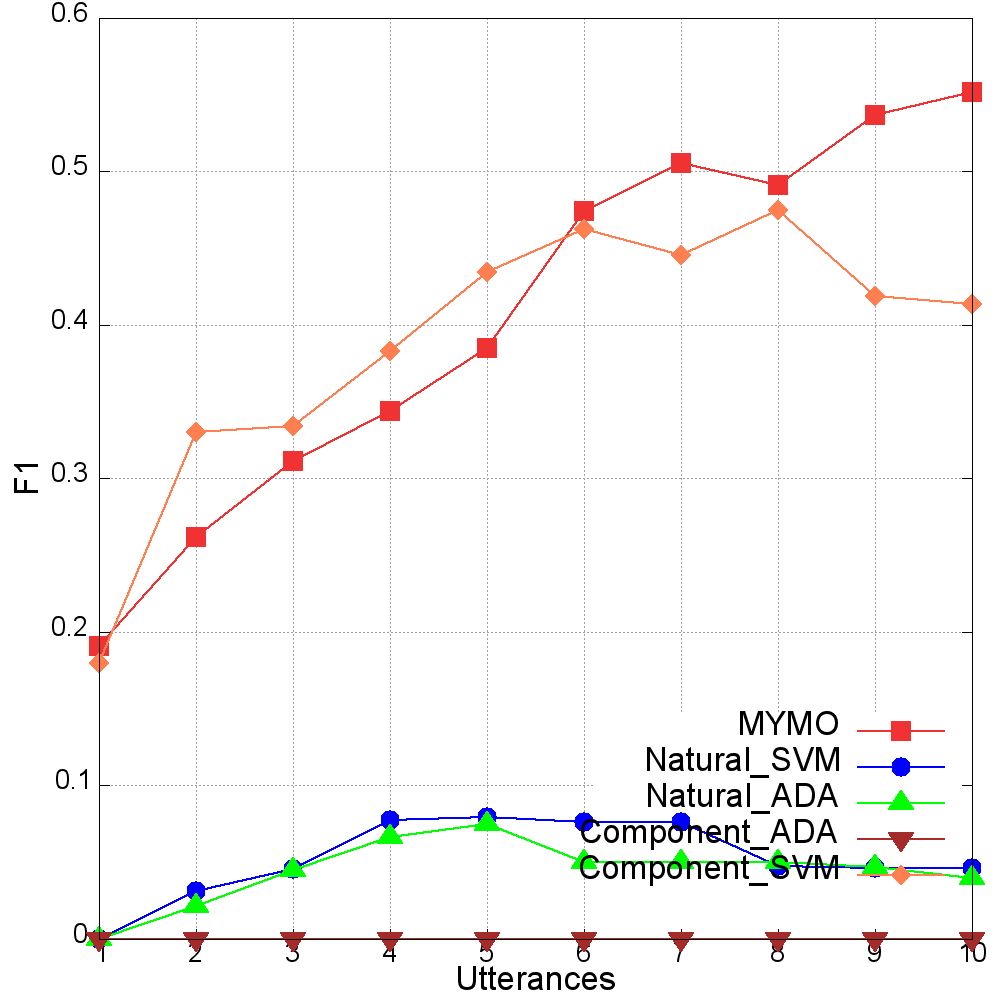 0.6
0.5
0.4
0.3
0.2
0.1
0
F1
1 2 3 4 5 6 7 8 9 10
Utterances
MYMO
Natural_SVM
Natural_ADA
Component_ADA
Component_SVM